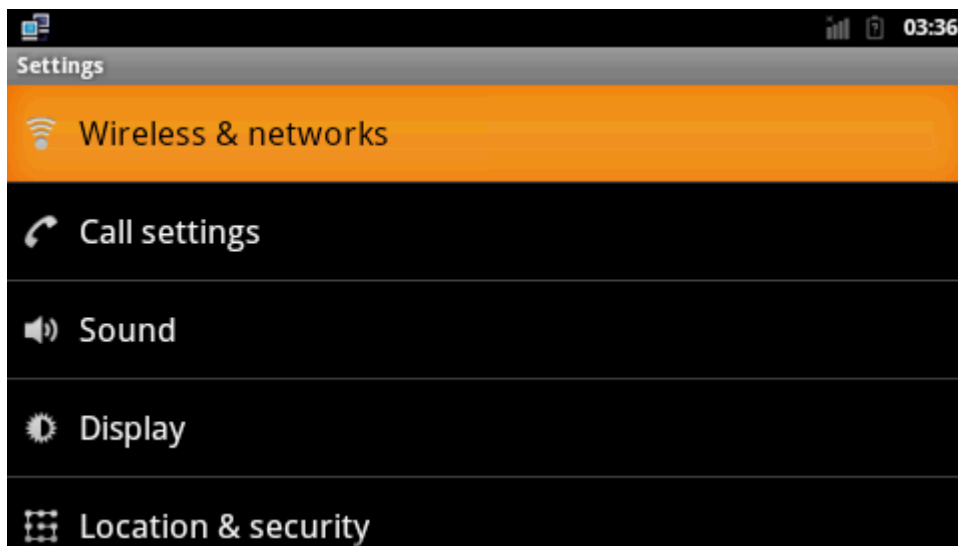 03:36
Settings
Wireless & networks
Call settings
Sound
Display
Location & security